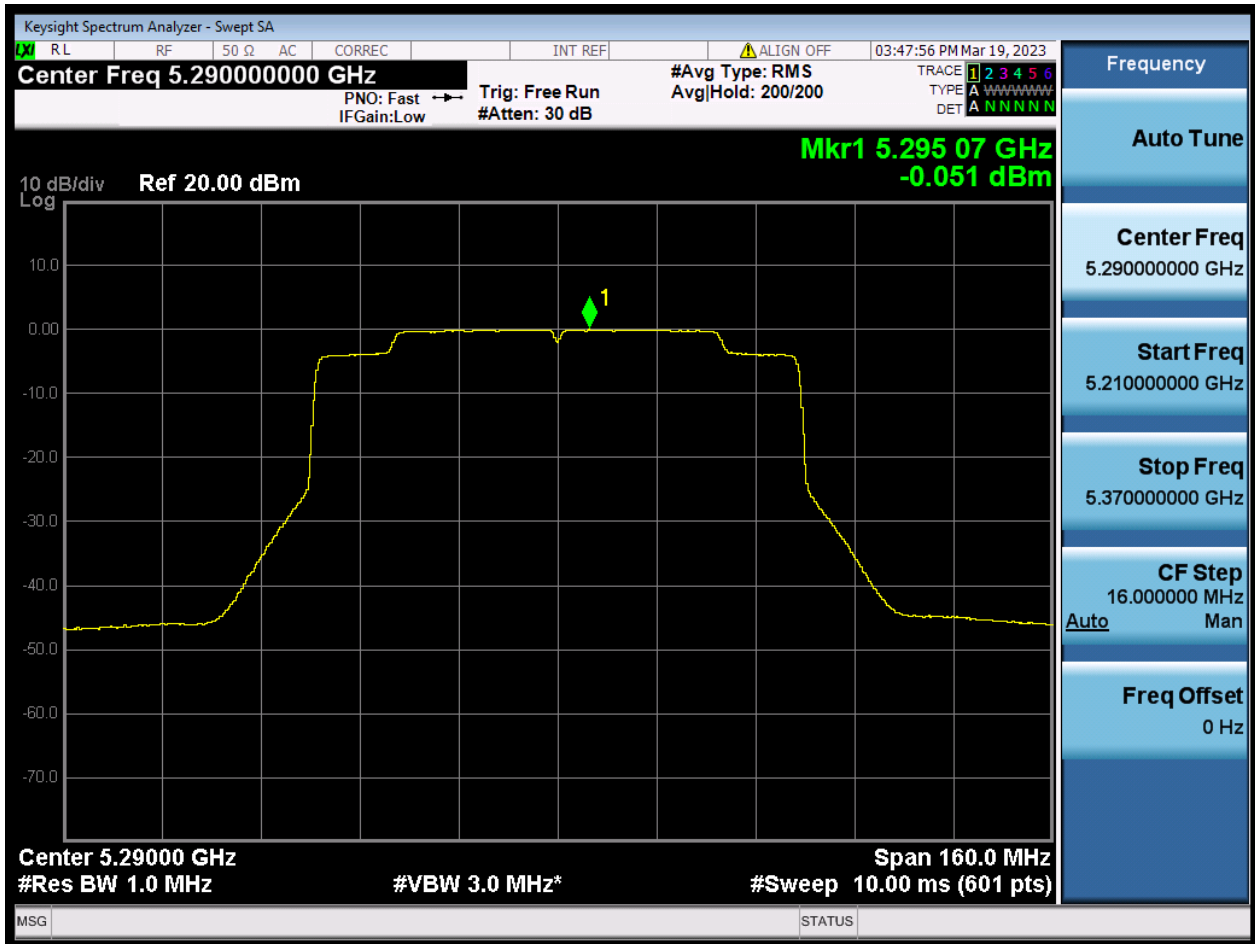 Keysight Spectrum Analyzer - Swept SA
LXI RL RF 50 Ω AC CORREC INT REF ALIGN OFF 03:47:56 PM Mar 19, 2023
Center Freq 5.290000000 GHz
PNO: Fast
IFGain:Low
Trig: Free Run
#Atten: 30 dB
#Avg Type: RMS
Avg|Hold: 200/200
TRACE 1 2 3 4 5 6
TYPE A WWWWW
DET A N N N N N
Mkr1 5.295 07 GHz
-0.051 dBm
10 dB/div Ref 20.00 dBm
Log
10.0
0.00
-10.0
-20.0
-30.0
-40.0
-50.0
-60.0
-70.0
1
Center 5.29000 GHz Span 160.0 MHz
#Res BW 1.0 MHz #VBW 3.0 MHz* #Sweep 10.00 ms (601 pts)
MSG STATUS
Frequency
Auto Tune
Center Freq
5.290000000 GHz
Start Freq
5.210000000 GHz
Stop Freq
5.370000000 GHz
CF Step
16.000000 MHz
Auto Man
Freq Offset
0 Hz